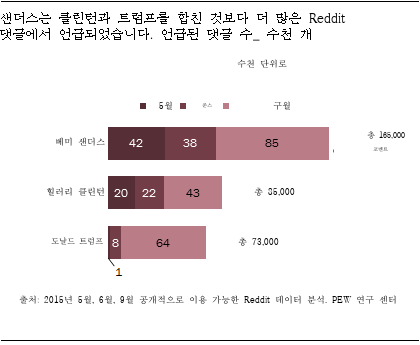 샌더스는 클린턴과 트럼프를 합친 것보다 더 많은 Reddit
댓글에서 언급되었습니다. 언급된 댓글 수_ 수천 개
수천 단위로
5월 준스 구월
베미 샌더스 42 38 85 총 165,000
코멘트
힐러리 클린턴 20 22 43 총 85,000
도날드 트럼프 8 64 총 73,000
1
출처: 2015년 5월, 6월, 9월 공개적으로 이용 가능한 Reddit 데이터 분석. PEW 연구 센터